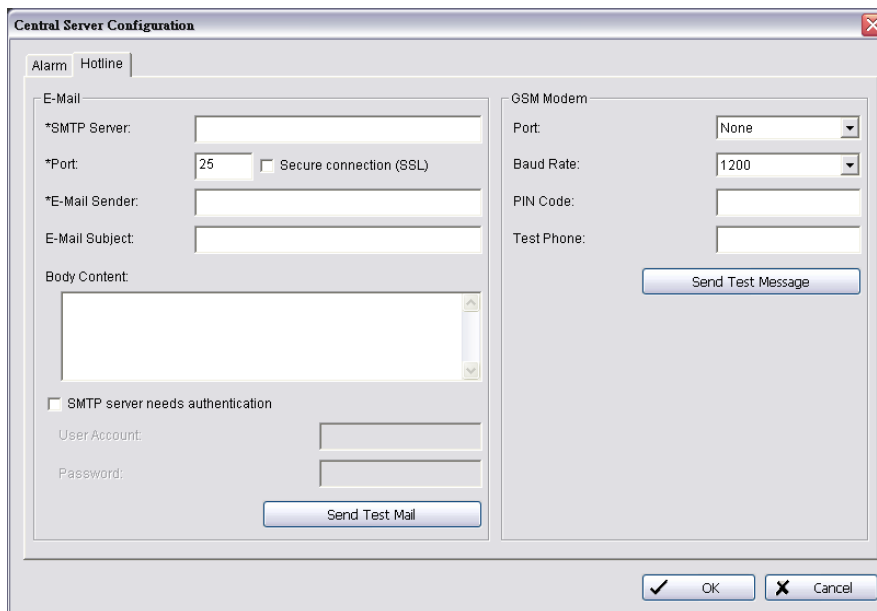 Central Server Configuration
Alarm
Hotline
E-Mail
*SMTP Server:
*Port:
25
Secure connection (SSL)
*E-Mail Sender:
E-Mail Subject:
Body Content:
SMTP server needs authentication
User Account:
Password:
Send Test Mail
GSM Modem
Port:
None
Baud Rate:
1200
PIN Code:
Test Phone:
Send Test Message
OK
Cancel